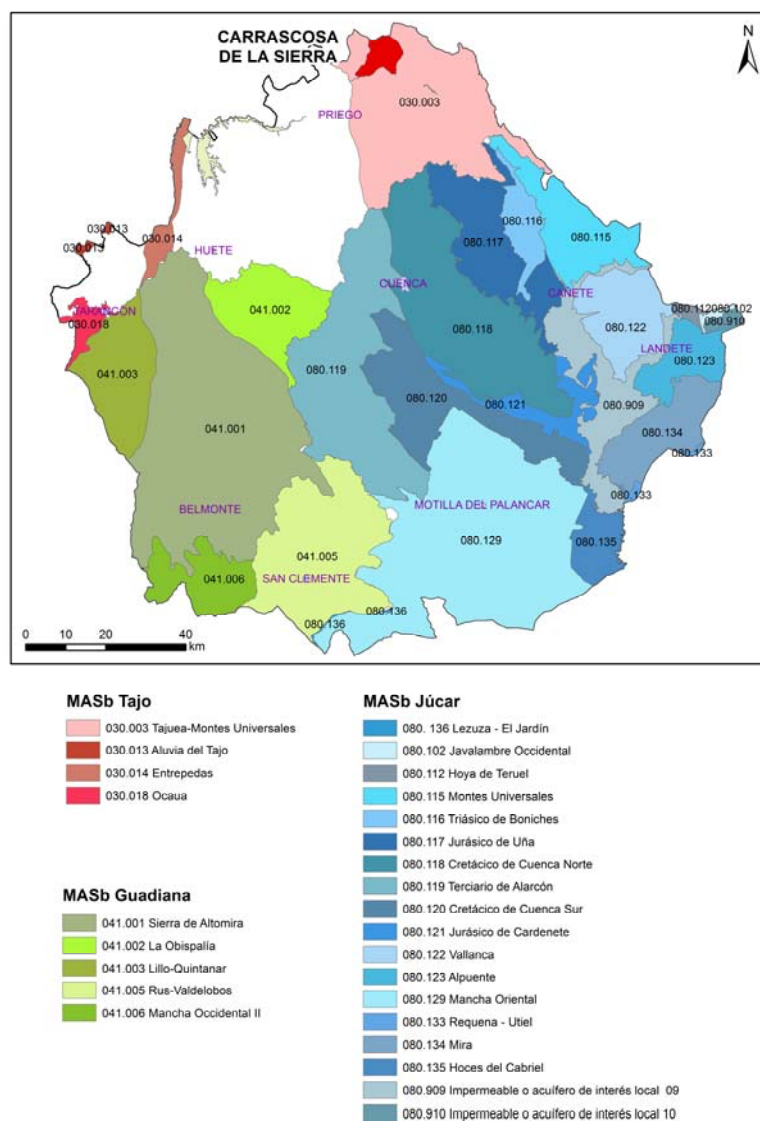 CARRASCOSA
DE LA SIERRA
N
030.003
PRIEGO
080.116
030.013
030.013
030.014
HUETE
080.117
080.115
TARANCÓN
030.018
041.002
CUENCA
CAÑETE
080.112
080.102
080.910
080.122
080.118
LANDETE
080.123
041.003
080.119
080.120
080.121
080.909
041.001
080.134
080.133
080.133
BELMONTE
MOTILLA DEL PALANCAR
080.129
080.135
041.005
041.006
SAN CLEMENTE
080.136
080.136
0 10 20 40
km
MASb Tajo
030.003 Tajuea-Montes Universales
030.013 Aluvia del Tajo
030.014 Entrepedas
030.018 Ocaua
MASb Guadiana
041.001 Sierra de Altomira
041.002 La Obispalía
041.003 Lillo-Quintanar
041.005 Rus-Valdelobos
041.006 Mancha Occidental II
MASb Júcar
080. 136 Lezuza - El Jardín
080.102 Javalambre Occidental
080.112 Hoya de Teruel
080.115 Montes Universales
080.116 Triásico de Boniches
080.117 Jurásico de Uña
080.118 Cretácico de Cuenca Norte
080.119 Terciario de Alarcón
080.120 Cretácico de Cuenca Sur
080.121 Jurásico de Cardenete
080.122 Vallanca
080.123 Alpuente
080.129 Mancha Oriental
080.133 Requena - Utiel
080.134 Mira
080.135 Hoces del Cabriel
080.909 Impermeable o acuífero de interés local 09
080.910 Impermeable o acuífero de interés local 10